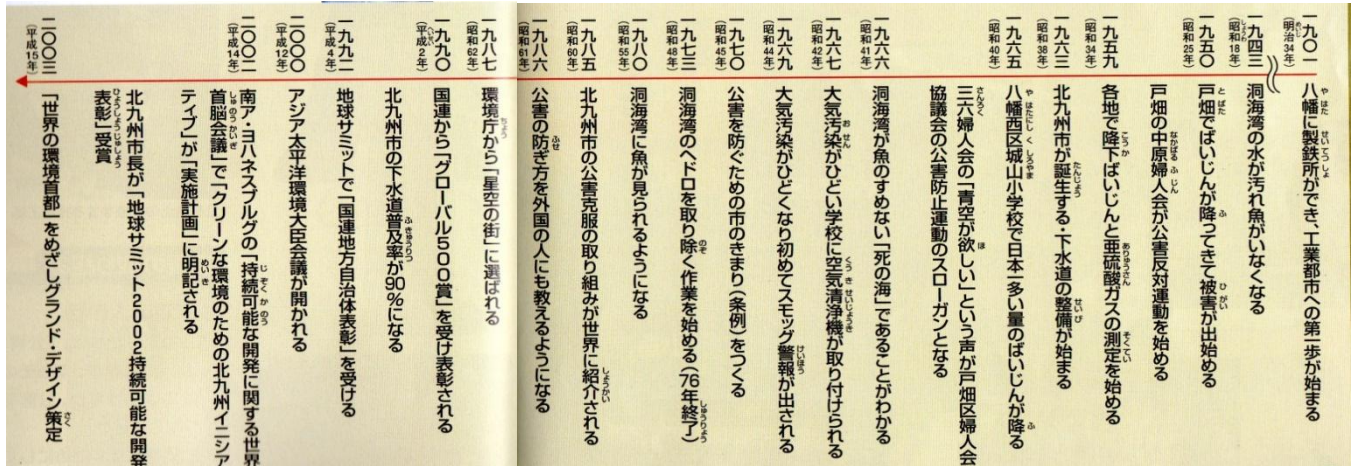 一九〇一
(明治34年)
八幡に製鉄所ができ、工業都市への第一歩が始まる
一九四三
(昭和18年)
洞海湾の水が汚れ魚がいなくなる
一九五〇
(昭和25年)
戸畑でばいじんが降ってきて被害が出始める
戸畑の中原婦人会が公害反対運動を始める
一九五九
(昭和34年)
各地で降下ばいじんと亜硫酸ガスの測定を始める
一九六三
(昭和38年)
北九州市が誕生する・下水道の整備が始まる
一九六五
(昭和40年)
八幡西区城山小学校で日本一多い量のばいじんが降る
三六婦人会の「青空が欲しい」という声が戸畑区婦人会
協議会の公害防止運動のスローガンとなる
一九六六
(昭和41年)
洞海湾が魚のすめない「死の海」であることがわかる
一九六七
(昭和42年)
大気汚染がひどい学校に空気清浄機が取り付けられる
一九六九
(昭和44年)
大気汚染がひどくなり初めてスモッグ警報が出される
一九七〇
(昭和45年)
公害を防ぐための市のきまり(条例)をつくる
一九七三
(昭和48年)
洞海湾のヘドロを取り除く作業を始める(76年終了)
一九八〇
(昭和55年)
洞海湾に魚が見られるようになる
一九八五
(昭和60年)
北九州市の公害克服の取り組みが世界に紹介される
一九八六
(昭和61年)
公害の防ぎ方を外国の人にも教えるようになる
一九八七
(昭和62年)
環境庁から「星空の街」に選ばれる
一九九〇
(平成2年)
国連から「グローバル500賞」を受け表彰される
北九州市の下水道普及率が90%になる
一九九二
(平成4年)
地球サミットで「国連地方自治体表彰」を受ける
二〇〇〇
(平成12年)
アジア太平洋環境大臣会議が開かれる
二〇〇二
(平成14年)
南ア・ヨハネスブルグの「持続可能な開発に関する世界
首脳会議」で「クリーンな環境のための北九州イニシア
ティブ」が「実施計画」に明記される
北九州市長が「地球サミット2002持続可能な開発
表彰」受賞
二〇〇三
(平成15年)
「世界の環境首都」をめざしグランド・デザイン策定